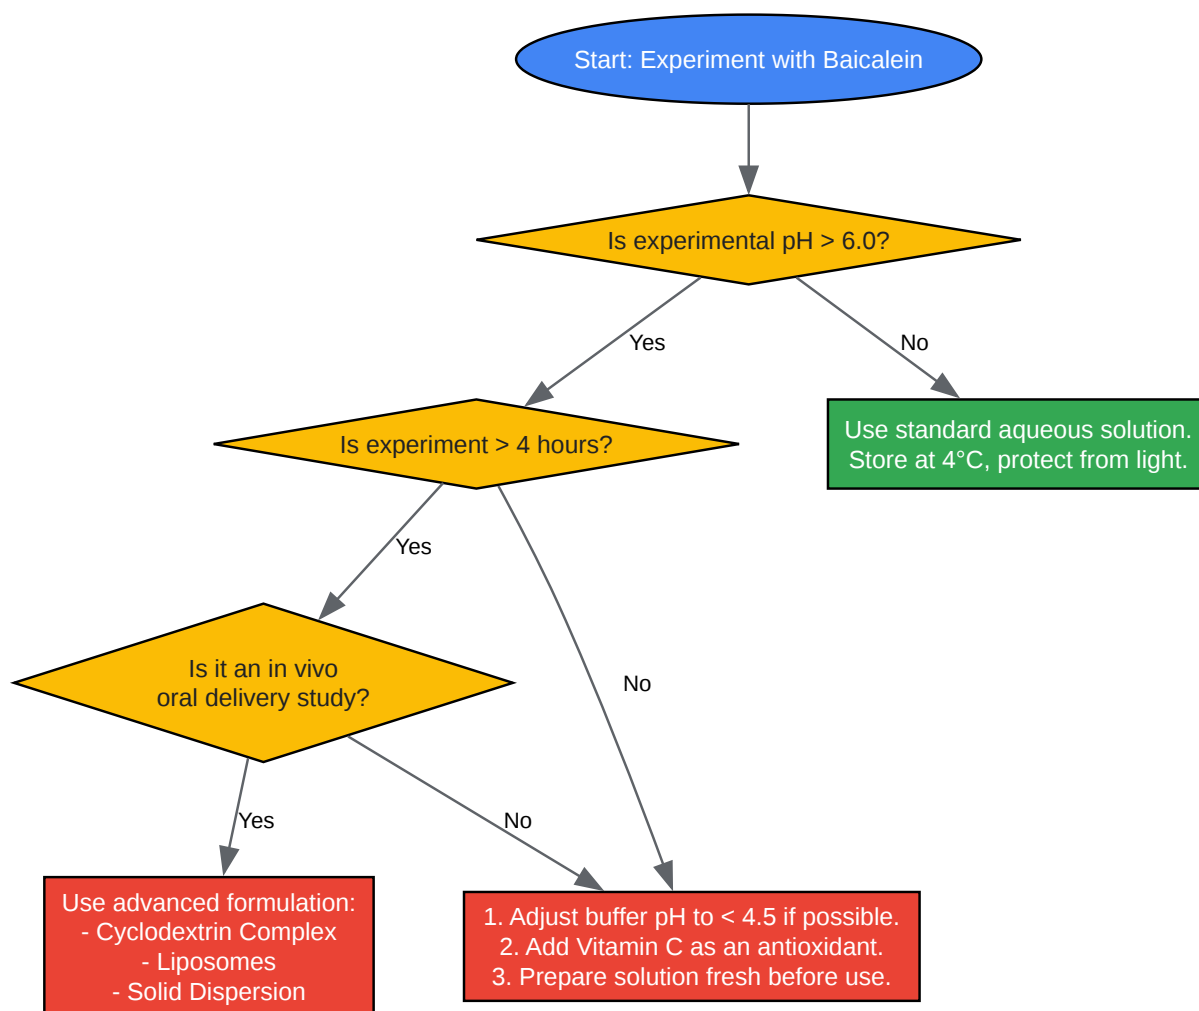 Start: Experiment with Baicalein
Is experimental pH > 6.0?
Yes
No
Is experiment > 4 hours?
Use standard aqueous solution.
Store at 4°C, protect from light.
Yes
No
Is it an in vivo
oral delivery study?
Yes
No
Use advanced formulation:
- Cyclodextrin Complex
- Liposomes
- Solid Dispersion
1. Adjust buffer pH to < 4.5 if possible.
2. Add Vitamin C as an antioxidant.
3. Prepare solution fresh before use.